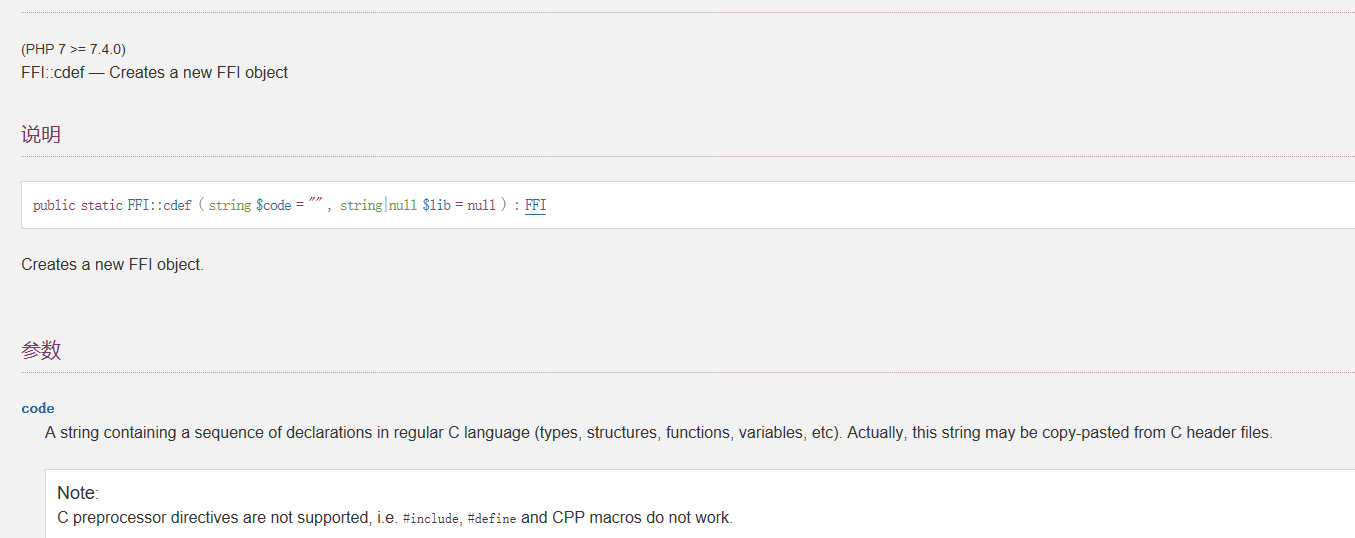 (PHP 7 >= 7.4.0)
FFI::cdef — Creates a new FFI object
说明
public static FFI::cdef ( string $code = "" , string|null $lib = null ) : FFI
Creates a new FFI object.
参数
code
A string containing a sequence of declarations in regular C language (types, structures, functions, variables, etc). Actually, this string may be copy-pasted from C header files.
Note:
C preprocessor directives are not supported, i.e. #include, #define and CPP macros do not work.